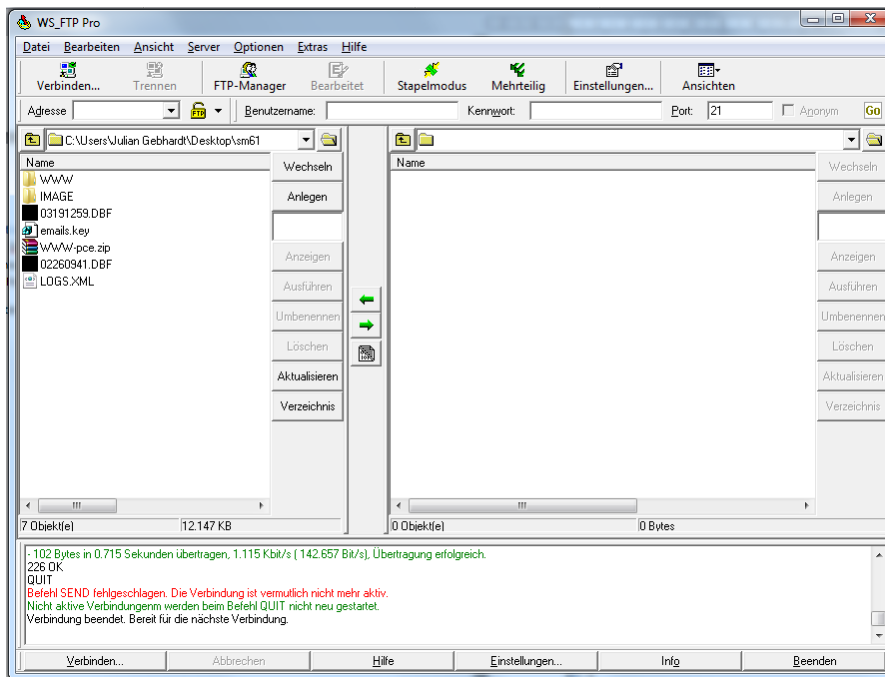 WS_FTP Pro
Datei Bearbeiten Ansicht Server Optionen Extras Hilfe
Verbinden... Trennen FTP-Manager Bearbeitet Stapelmodus Mehrteilig Einstellungen... Ansichten
Adresse FTP Benutzername: Kennwort: Port: 21 Anonym Go
C:\Users\Julian Gebhardt\Desktop\sm61
Name Wechseln Name Wechseln
WWW
IMAGE Anlegen Anlegen
03191259.DBF
emails.key
WWW-pce.zip Anzeigen Anzeigen
02260941.DBF
LOGS.XML Ausführen Ausführen
Umbenennen Umbenennen
Löschen Löschen
Aktualisieren Aktualisieren
Verzeichnis Verzeichnis
7 Objekt(e) 12.147 KB 0 Objekt(e) 0 Bytes
- 102 Bytes in 0.715 Sekunden übertragen, 1.115 Kbit/s ( 142.657 Bit/s), Übertragung erfolgreich.
226 OK
QUIT
Befehl SEND fehlgeschlagen. Die Verbindung ist vermutlich nicht mehr aktiv.
Nicht aktive Verbindungenm werden beim Befehl QUIT nicht neu gestartet.
Verbindung beendet. Bereit für die nächste Verbindung.
Verbinden... Abbrechen Hilfe Einstellungen... Info Beenden